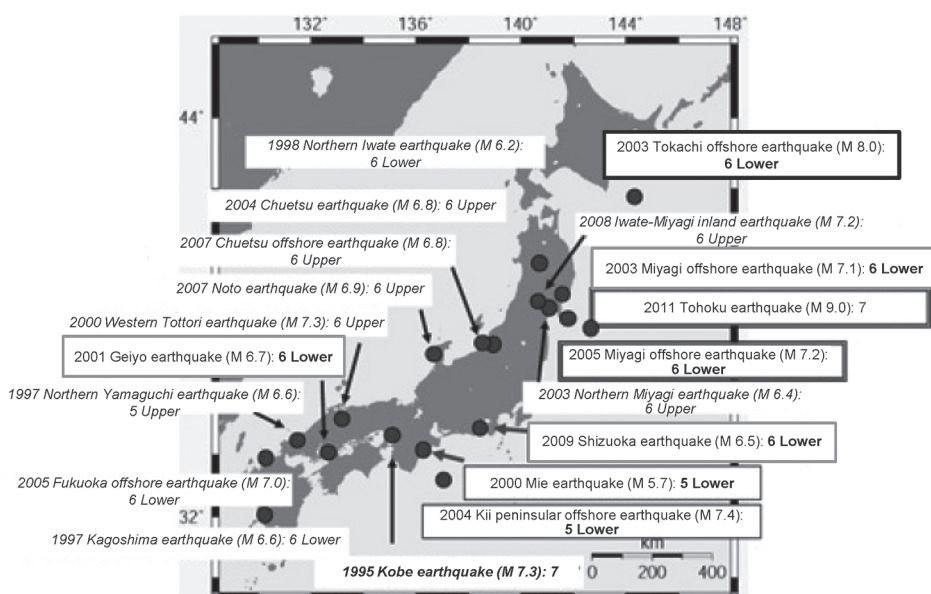 132° 136° 140° 144° 148°
44°
1998 Northern Iwate earthquake (M 6.2):
6 Lower
2003 Tokachi offshore earthquake (M 8.0):
6 Lower
2004 Chuetsu earthquake (M 6.8): 6 Upper
2008 Iwate-Miyagi inland earthquake (M 7.2):
6 Upper
2007 Chuetsu offshore earthquake (M 6.8):
6 Upper
2003 Miyagi offshore earthquake (M 7.1): 6 Lower
2007 Noto earthquake (M 6.9): 6 Upper
2011 Tohoku earthquake (M 9.0): 7
2000 Western Tottori earthquake (M 7.3): 6 Upper
2001 Geiyo earthquake (M 6.7): 6 Lower
2005 Miyagi offshore earthquake (M 7.2):
6 Lower
1997 Northern Yamaguchi earthquake (M 6.6):
5 Upper
2003 Northern Miyagi earthquake (M 6.4):
6 Upper
2009 Shizuoka earthquake (M 6.5): 6 Lower
2005 Fukuoka offshore earthquake (M 7.0):
6 Lower
2000 Mie earthquake (M 5.7): 5 Lower
32°
2004 Kii peninsular offshore earthquake (M 7.4):
5 Lower
1997 Kagoshima earthquake (M 6.6): 6 Lower
km
0 200 400
1995 Kobe earthquake (M 7.3): 7